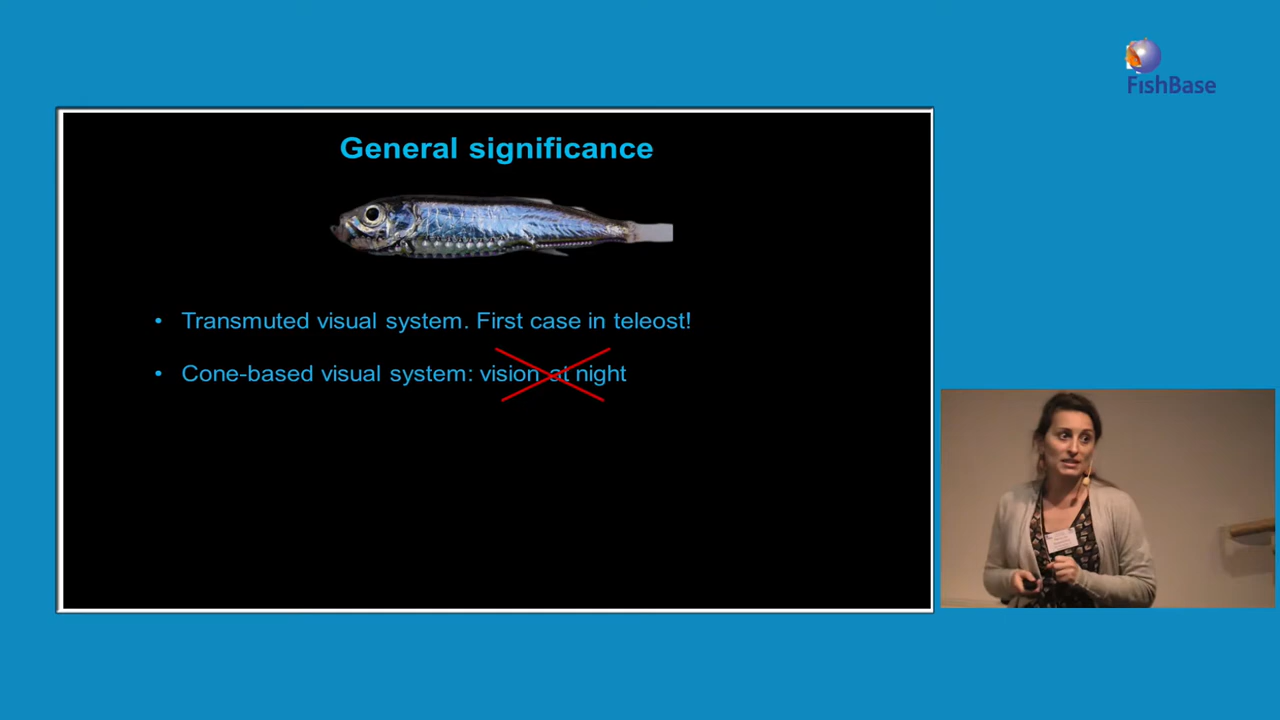 FishBase
General significance
• Transmuted visual system. First case in teleost!
• Cone-based visual system: vision at night